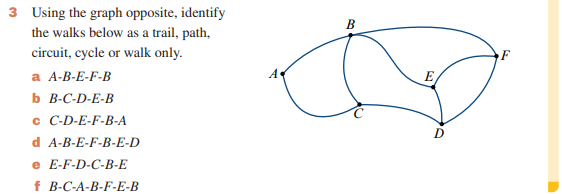 3 Using the graph opposite, identify
the walks below as a trail, path,
circuit, cycle or walk only.
a A-B-E-F-B
b B-C-D-E-B
c C-D-E-F-B-A
d A-B-E-F-B-E-D
e E-F-D-C-B-E
f B-C-A-B-F-E-B
B
F
A
E
C
D